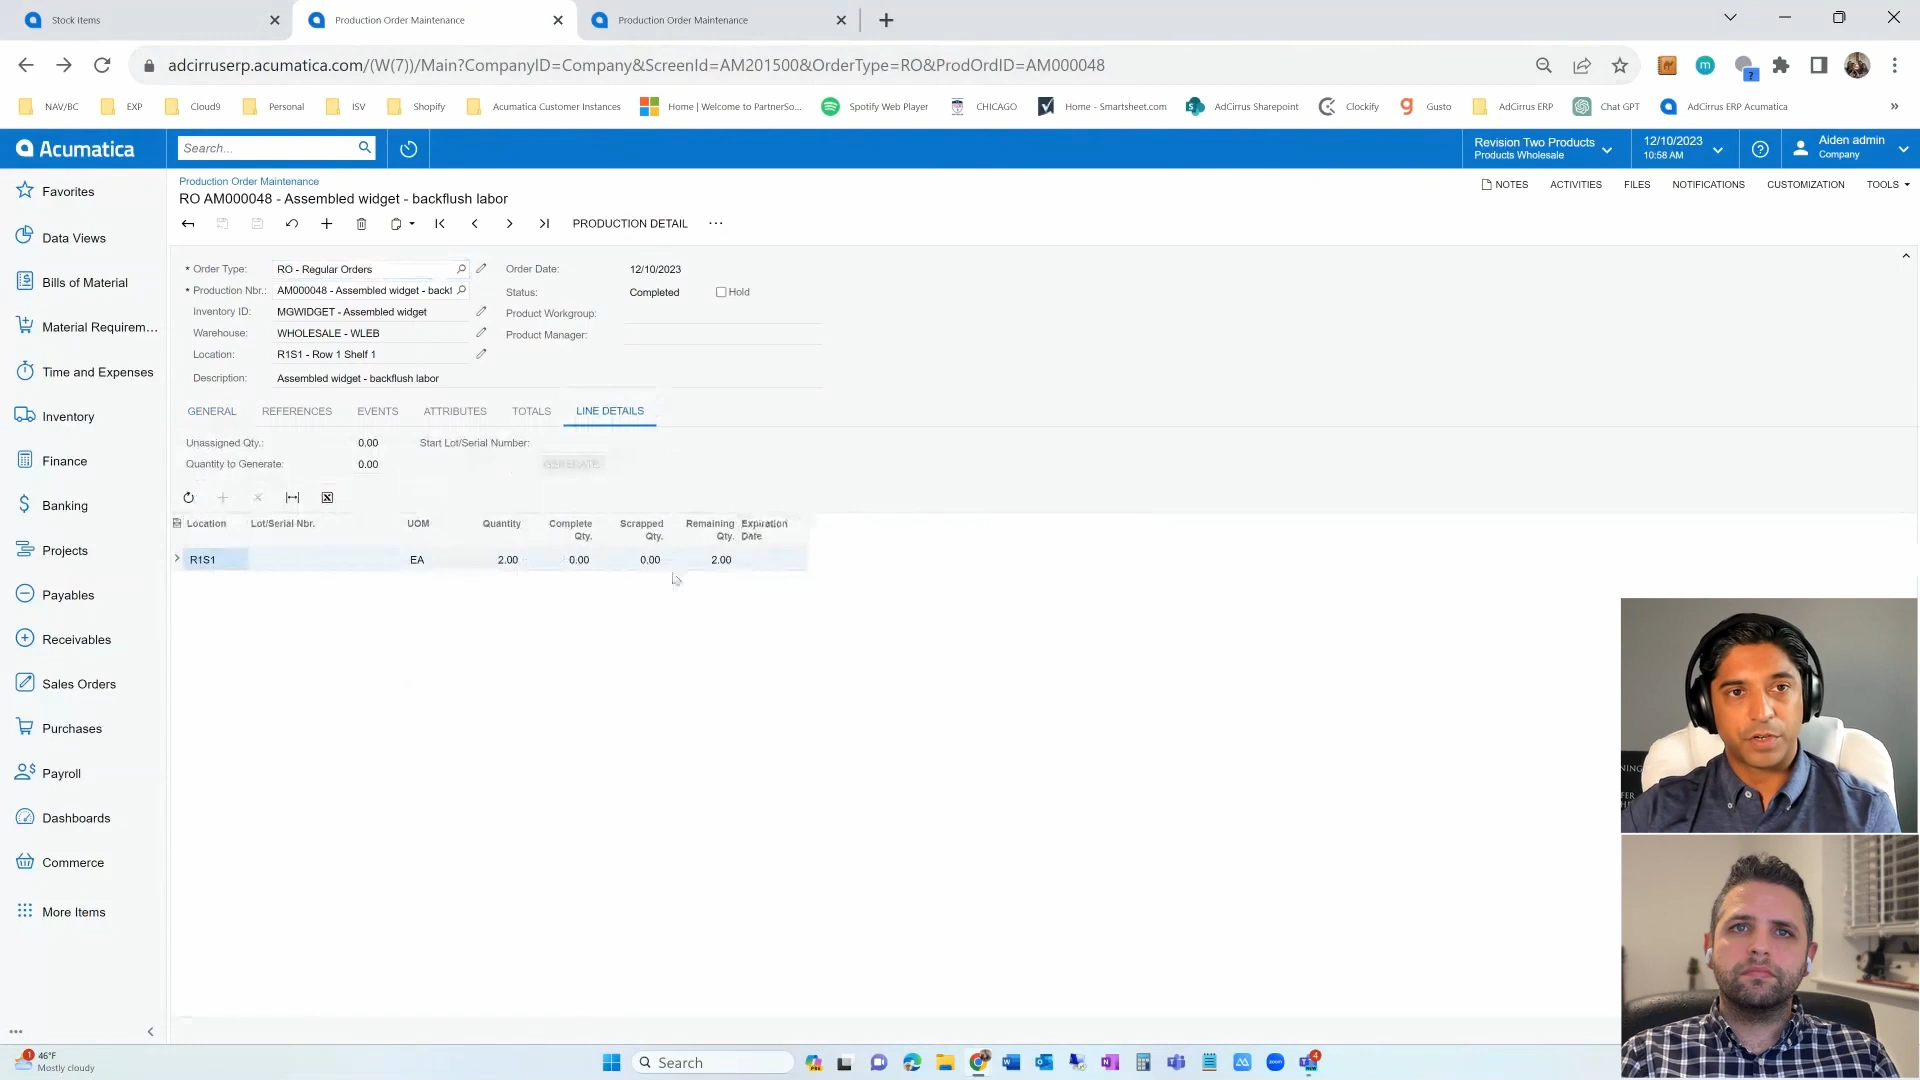 Stock Items
Production Order Maintenance
Production Order Maintenance
adcirruserp.acumatica.com/(W(7))/Main?CompanyID=Company&ScreenId=AM201500&OrderType=RO&ProdOrdID=AM000048
NAV/BC
EXP
Cloud9
Personal
ISV
Shopify
Acumatica Customer Instances
Home | Welcome to PartnerSo...
Spotify Web Player
CHICAGO
Home - Smartsheet.com
AdCirrus Sharepoint
Clockify
Gusto
AdCirrus ERP
Chat GPT
AdCirrus ERP Acumatica
»
Acumatica
Search...
Revision Two Products
Products Wholesale
12/10/2023
10:58 AM
Aiden admin
Company
Favorites
Data Views
Bills of Material
Material Requirem...
Time and Expenses
Inventory
Finance
Banking
Projects
Payables
Receivables
Sales Orders
Purchases
Payroll
Dashboards
Commerce
More Items
Production Order Maintenance
RO AM000048 - Assembled widget - backflush labor
NOTES ACTIVITIES FILES NOTIFICATIONS CUSTOMIZATION TOOLS
PRODUCTION DETAIL ...
* Order Type: RO - Regular Orders
* Production Nbr.: AM000048 - Assembled widget - backf
Inventory ID: MGWIDGET - Assembled widget
Warehouse: WHOLESALE - WLEB
Location: R1S1 - Row 1 Shelf 1
Description: Assembled widget - backflush labor
Order Date: 12/10/2023
Status: Completed Hold
Product Workgroup:
Product Manager:
GENERAL REFERENCES EVENTS ATTRIBUTES TOTALS LINE DETAILS
Unassigned Qty.: 0.00 Start Lot/Serial Number:
Quantity to Generate: 0.00 GENERATE
Location Lot/Serial Nbr. UOM Quantity Complete Qty. Scrapped Qty. Remaining Qty. Expiration Date
R1S1 EA 2.00 0.00 0.00 2.00
46°F
Mostly cloudy
Search